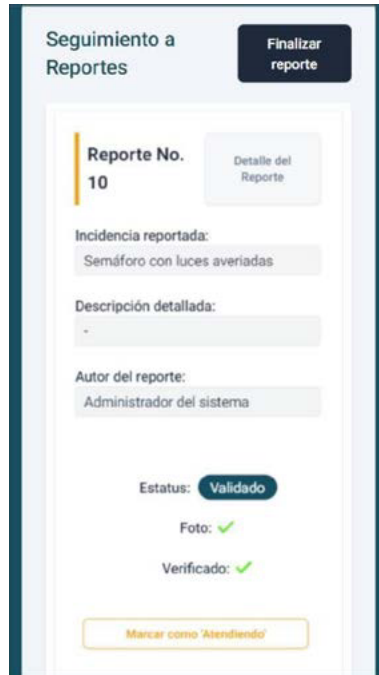 Seguimiento a
Reportes
Finalizar
reporte
Reporte No.
10
Detalle del
Reporte
Incidencia reportada:
Semáforo con luces averiadas
Descripción detallada:
-
Autor del reporte:
Administrador del sistema
Estatus: Validado
Foto:
Verificado:
Marcar como 'Atendiendo'